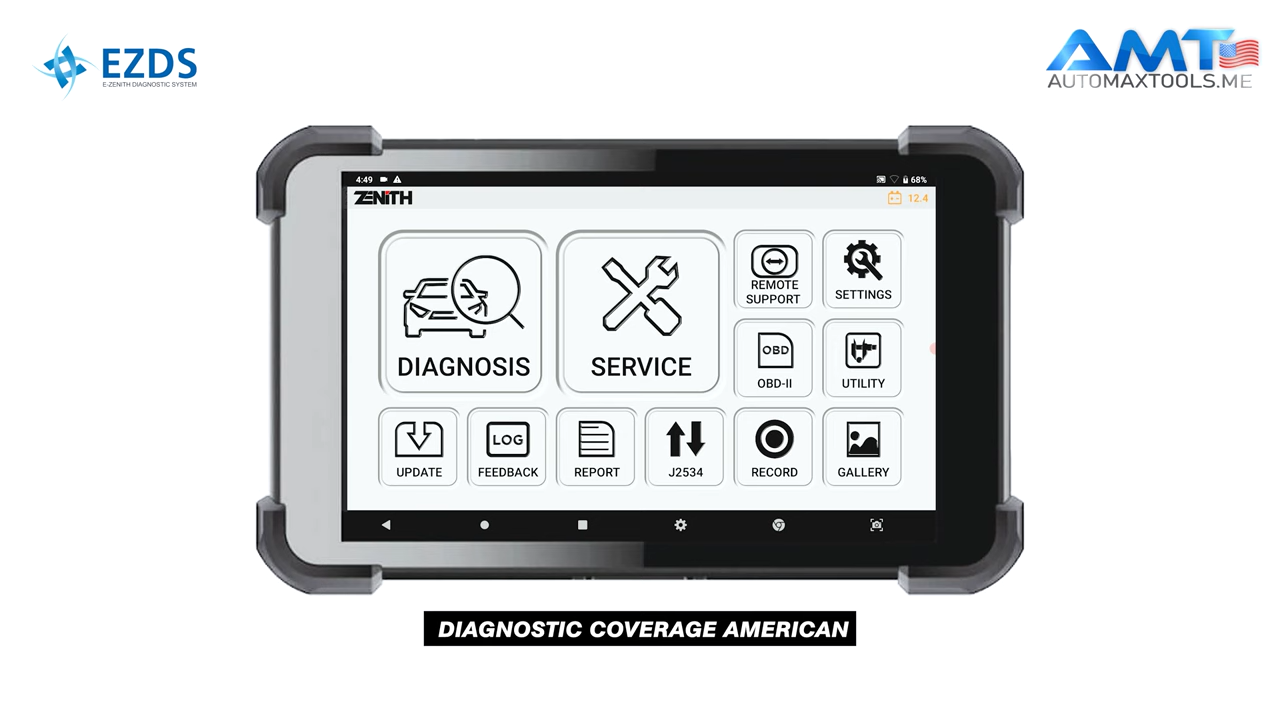 EZDS
E-ZENITH DIAGNOSTIC SYSTEM
AMT
AUTOMAXTOOLS.ME
4:49
68%
ZENITH
12.4
DIAGNOSIS
SERVICE
REMOTE
SUPPORT
SETTINGS
OBD
OBD-II
UTILITY
UPDATE
LOG
FEEDBACK
REPORT
J2534
RECORD
GALLERY
DIAGNOSTIC COVERAGE AMERICAN